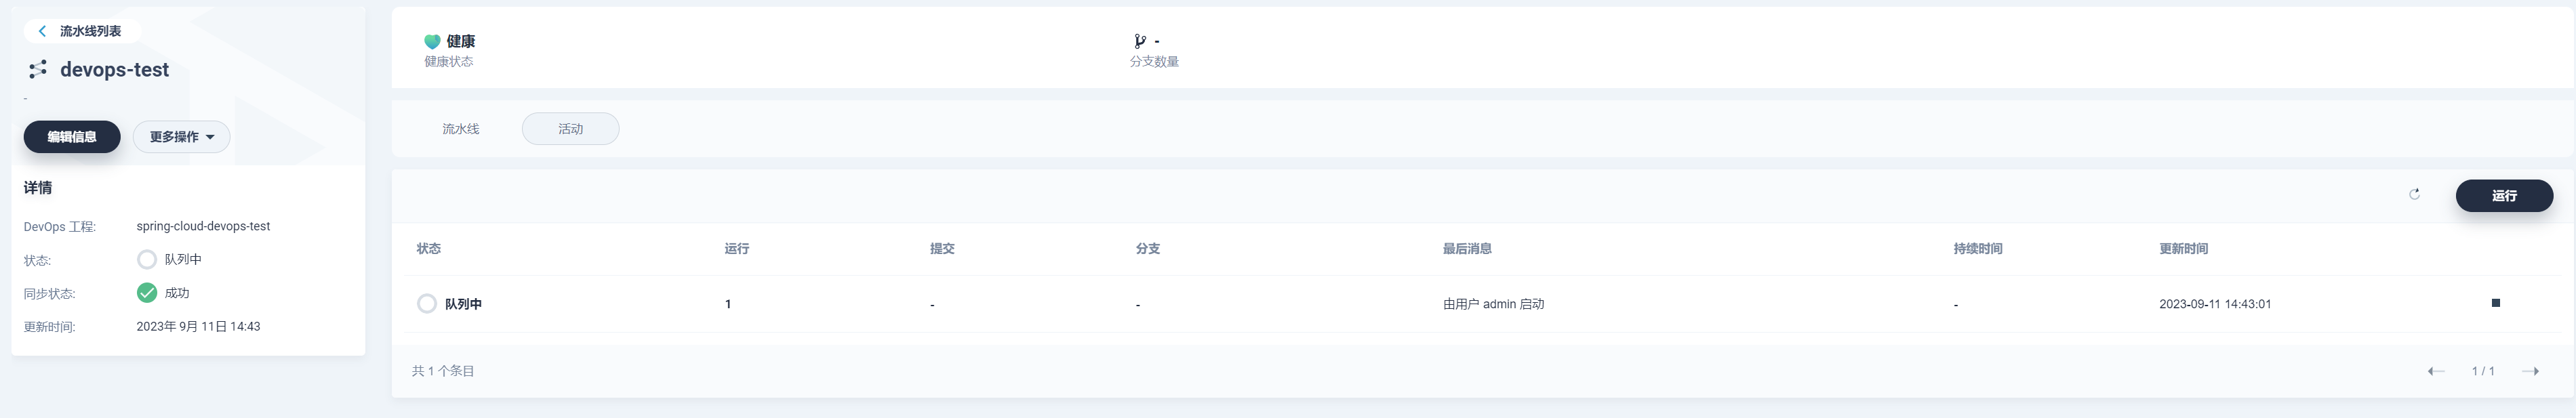 流水线列表
devops-test
-
编辑信息
更多操作
详情
DevOps 工程: spring-cloud-devops-test
状态: 队列中
同步状态: 成功
更新时间: 2023年 9月 11日 14:43
健康
健康状态
-
分支数量
流水线 活动
运行
状态 运行 提交 分支 最后消息 持续时间 更新时间
队列中 1 - - 由用户 admin 启动 - 2023-09-11 14:43:01
共 1 个条目
1 / 1